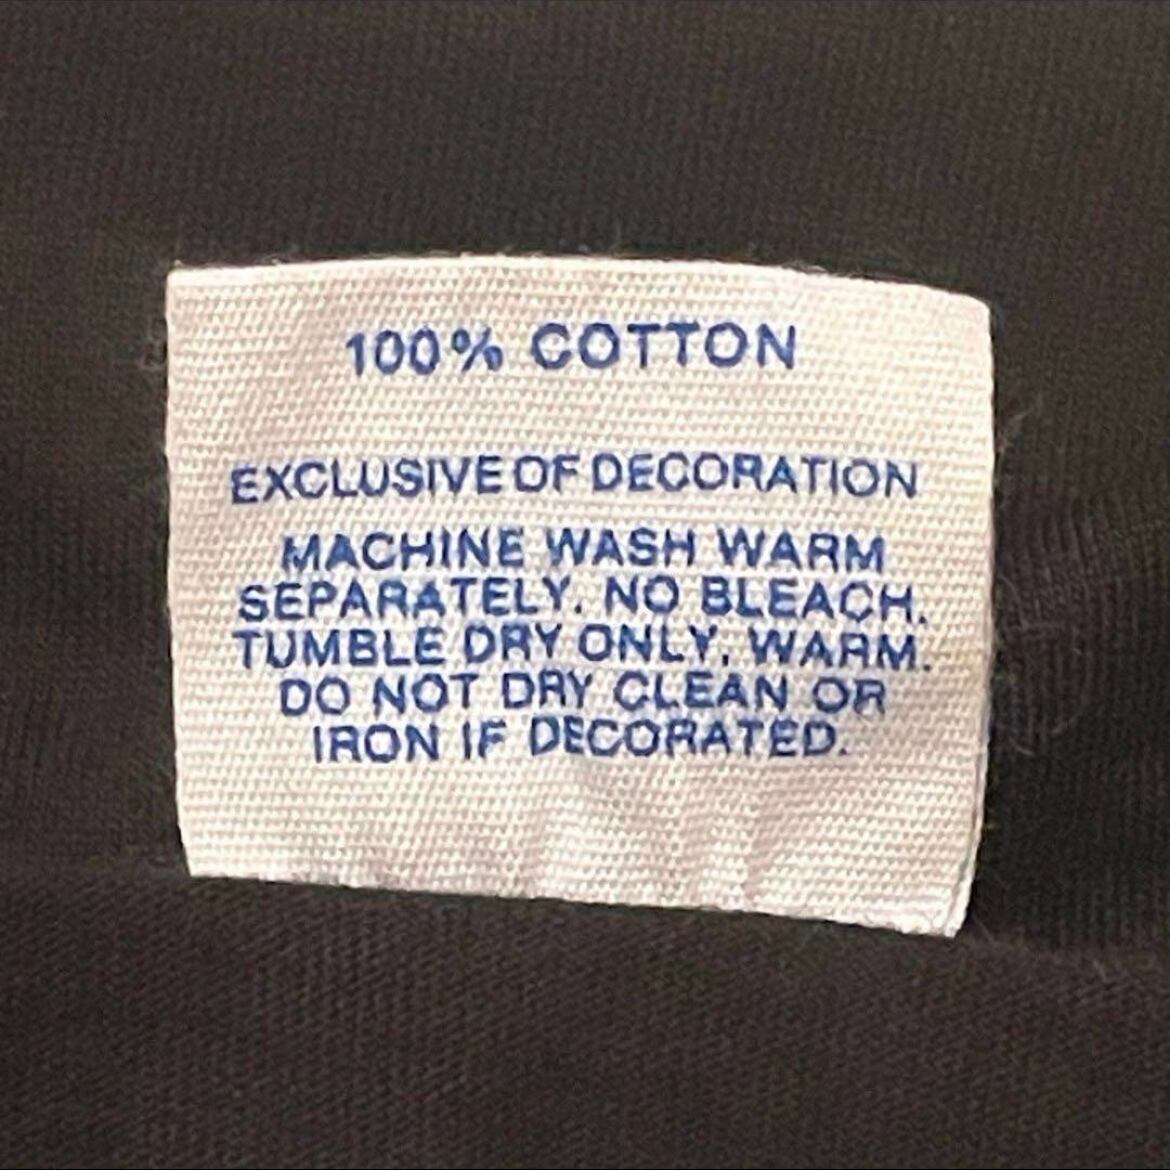 100% COTTON
EXCLUSIVE OF DECORATION
MACHINE WASH WARM
SEPARATELY. NO BLEACH.
TUMBLE DRY ONLY, WARM.
DO NOT DRY CLEAN OR
IRON IF DECORATED.